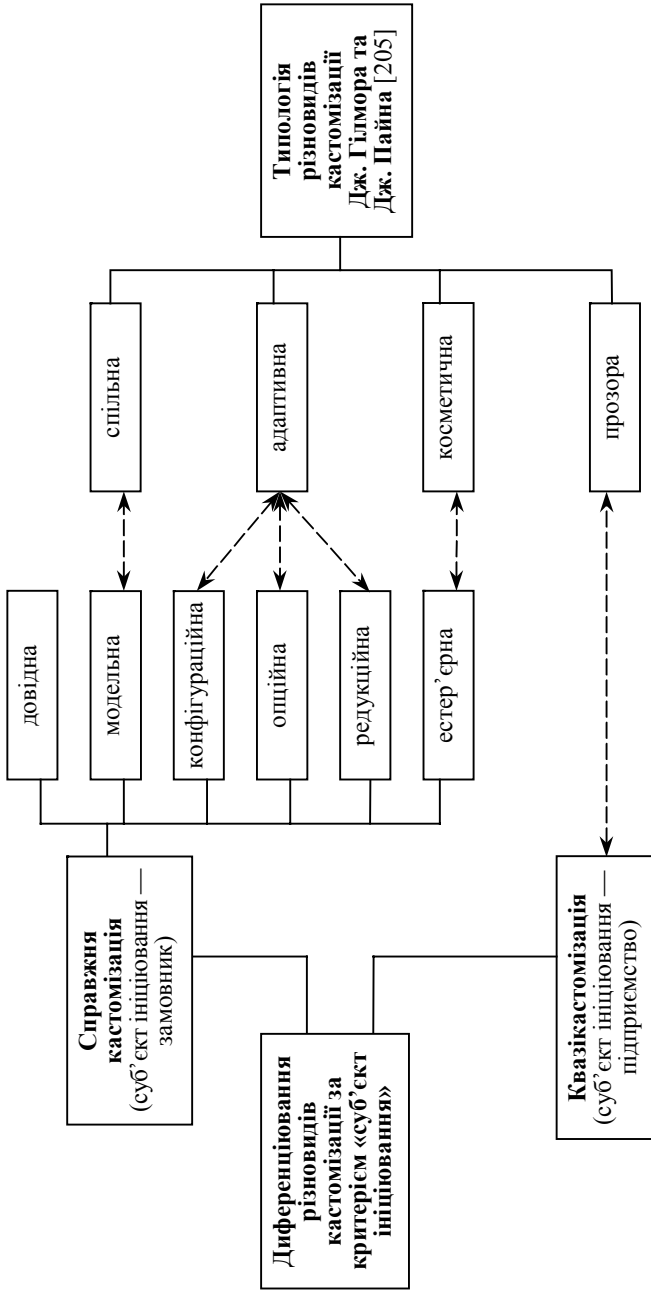 Диференціювання
різновидів
кастомізації за
критерієм «суб’єкт
ініціювання»
Справжня
кастомізація
(суб’єкт ініціювання —
замовник)
Квазікастомізація
(суб’єкт ініціювання —
підприємство)
довідна
модельна
конфігураційна
опційна
редукційна
естер’єрна
спільна
адаптивна
косметична
прозора
Типологія
різновидів
кастомізації
Дж. Гілмора та
Дж. Пайна [205]